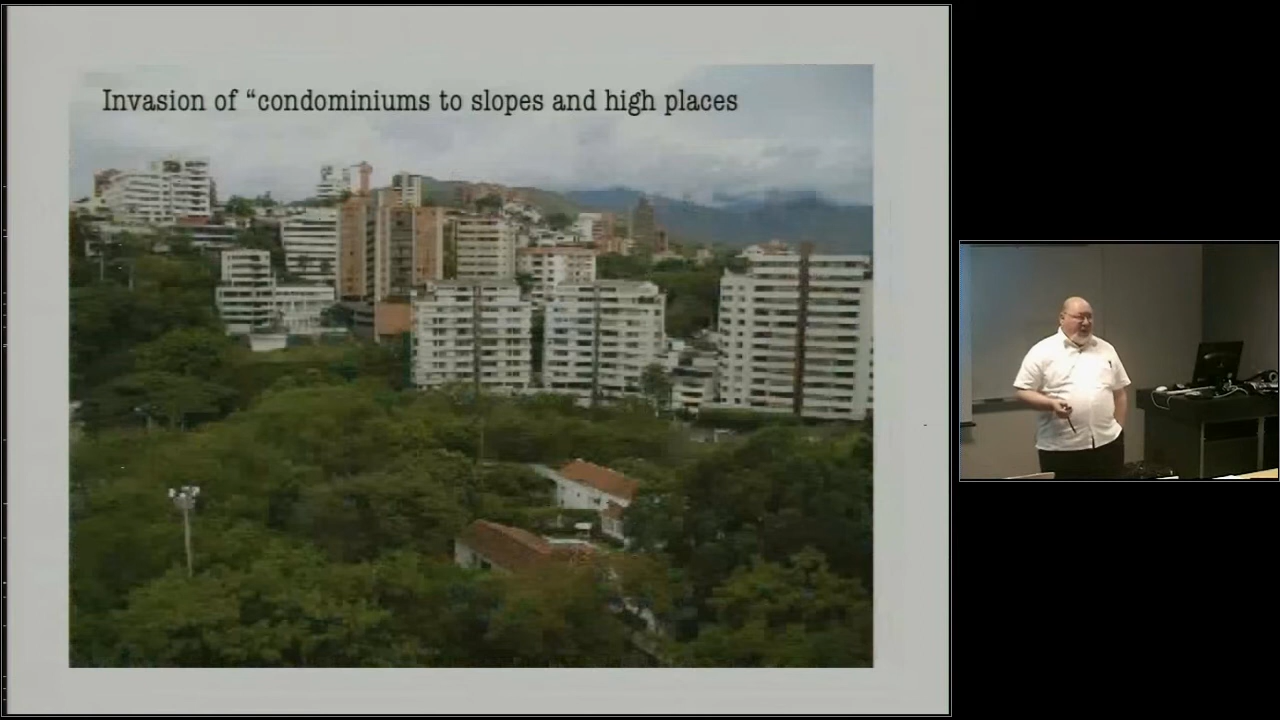 Invasion of “condominiums to slopes and high places